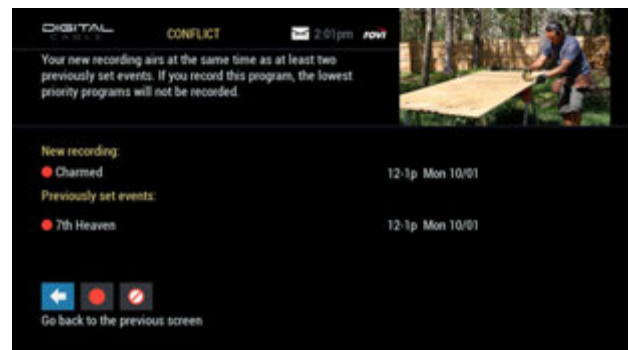 DIGITAL
CABLE
CONFLICT
2:01pm rovi
Your new recording airs at the same time as at least two
previously set events. If you record this program, the lowest
priority programs will not be recorded.
New recording:
Charmed 12-1p Mon 10/01
Previously set events:
7th Heaven 12-1p Mon 10/01
Go back to the previous screen